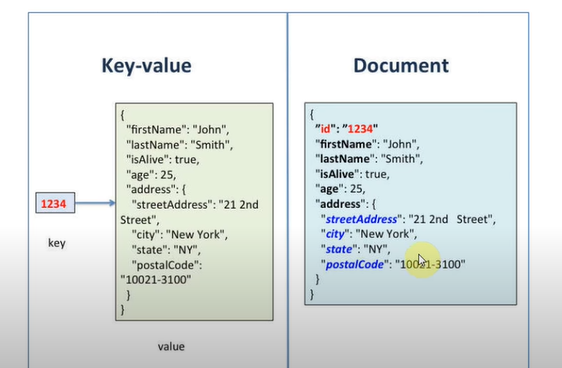 Key-value
{
"firstName": "John",
"lastName": "Smith",
"isAlive": true,
"age": 25,
"address": {
"streetAddress": "21 2nd
Street",
"city": "New York",
"state": "NY",
"postalCode":
"10021-3100"
}
}
1234
key
value
Document
{
"id": "1234"
"firstName": "John",
"lastName": "Smith",
"isAlive": true,
"age": 25,
"address": {
"streetAddress": "21 2nd Street",
"city": "New York",
"state": "NY",
"postalCode": "10021-3100"
}
}